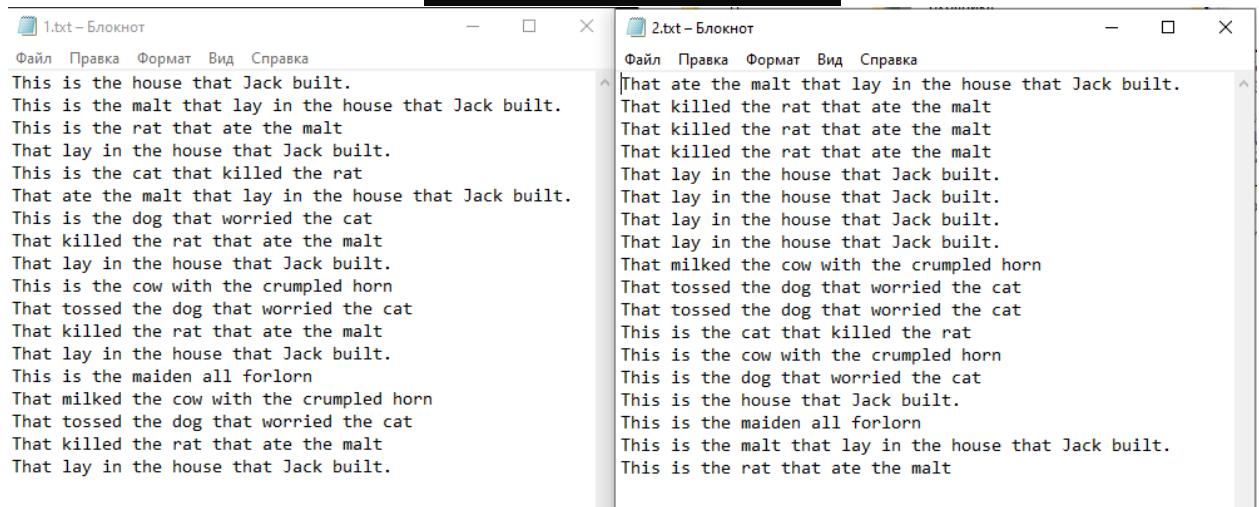 1.txt – Блокнот
Файл Правка Формат Вид Справка
This is the house that Jack built.
This is the malt that lay in the house that Jack built.
This is the rat that ate the malt
That lay in the house that Jack built.
This is the cat that killed the rat
That ate the malt that lay in the house that Jack built.
This is the dog that worried the cat
That killed the rat that ate the malt
That lay in the house that Jack built.
This is the cow with the crumpled horn
That tossed the dog that worried the cat
That killed the rat that ate the malt
That lay in the house that Jack built.
This is the maiden all forlorn
That milked the cow with the crumpled horn
That tossed the dog that worried the cat
That killed the rat that ate the malt
That lay in the house that Jack built.
2.txt – Блокнот
Файл Правка Формат Вид Справка
That ate the malt that lay in the house that Jack built.
That killed the rat that ate the malt
That killed the rat that ate the malt
That killed the rat that ate the malt
That lay in the house that Jack built.
That lay in the house that Jack built.
That lay in the house that Jack built.
That lay in the house that Jack built.
That milked the cow with the crumpled horn
That tossed the dog that worried the cat
That tossed the dog that worried the cat
This is the cat that killed the rat
This is the cow with the crumpled horn
This is the dog that worried the cat
This is the house that Jack built.
This is the maiden all forlorn
This is the malt that lay in the house that Jack built.
This is the rat that ate the malt